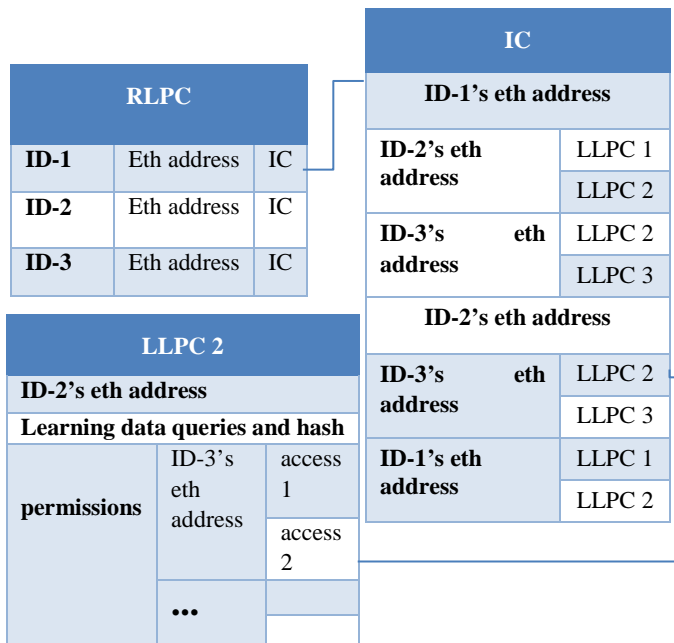 RLPC
ID-1 Eth address IC
ID-2 Eth address IC
ID-3 Eth address IC
IC
ID-1's eth address
ID-2’s eth
address
LLPC 1
LLPC 2
ID-3’s eth
address
LLPC 2
LLPC 3
ID-2’s eth address
ID-3’s eth
address
LLPC 2
LLPC 3
ID-1’s eth
address
LLPC 1
LLPC 2
LLPC 2
ID-2’s eth address
Learning data queries and hash
permissions
ID-3’s
eth
address
access
1
access
2
...